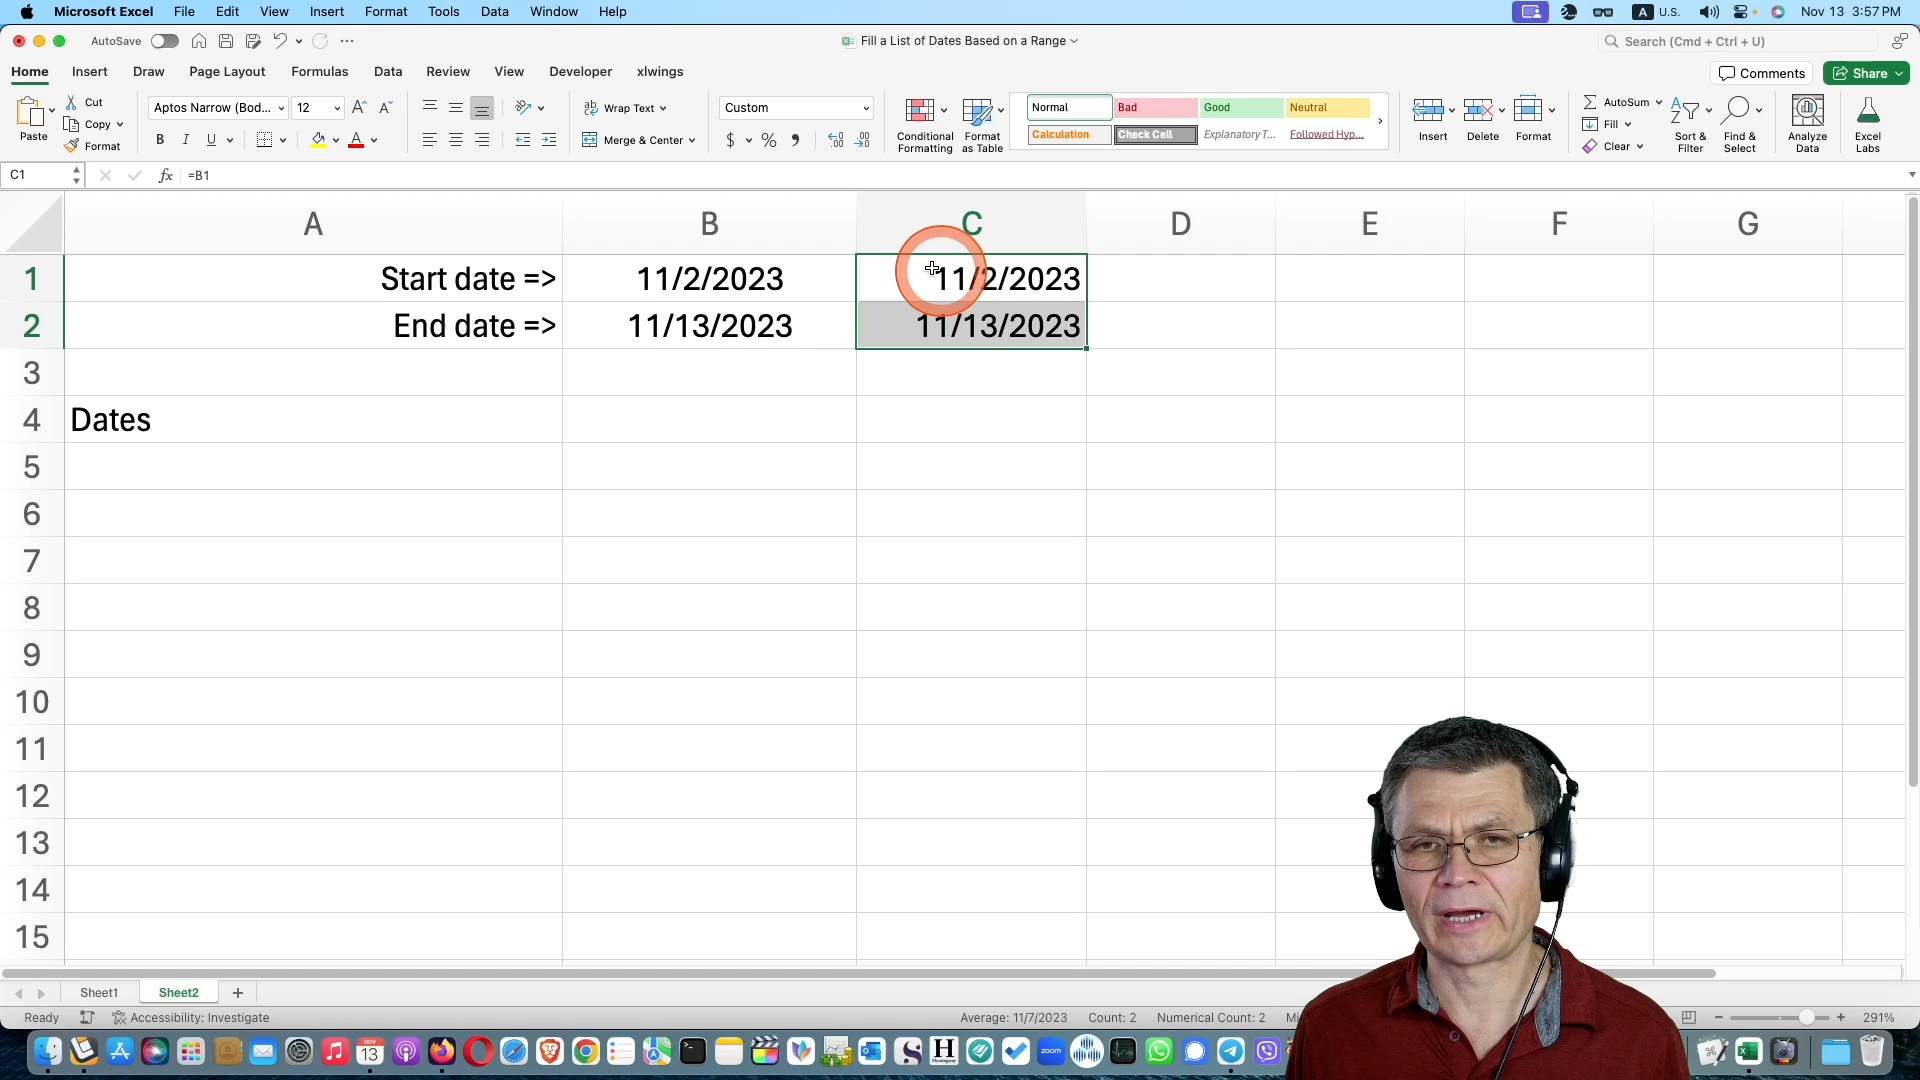 Microsoft Excel File Edit View Insert Format Tools Data Window Help A U.S. Nov 13 3:57 PM
AutoSave Fill a List of Dates Based on a Range Search (Cmd + Ctrl + U)
Home Insert Draw Page Layout Formulas Data Review View Developer xlwings Comments Share
Paste Cut Copy Format
Aptos Narrow (Bod... 12 A A
B I U A
ab Wrap Text
Merge & Center
Custom
$ % ,
Conditional Formatting
Format as Table
Normal Bad Good Neutral
Calculation Check Cell Explanatory T... Followed Hyp...
Insert Delete Format
AutoSum
Fill
Clear
Sort & Filter
Find & Select
Analyze Data
Excel Labs
C1 fx =B1
A B C D E F G
1 Start date => 11/2/2023 11/2/2023
2 End date => 11/13/2023 11/13/2023
3
4 Dates
5
6
7
8
9
10
11
12
13
14
15
Sheet1 Sheet2 +
Ready Accessibility: Investigate Average: 11/7/2023 Count: 2 Numerical Count: 2 291%
NOV 13
zoom